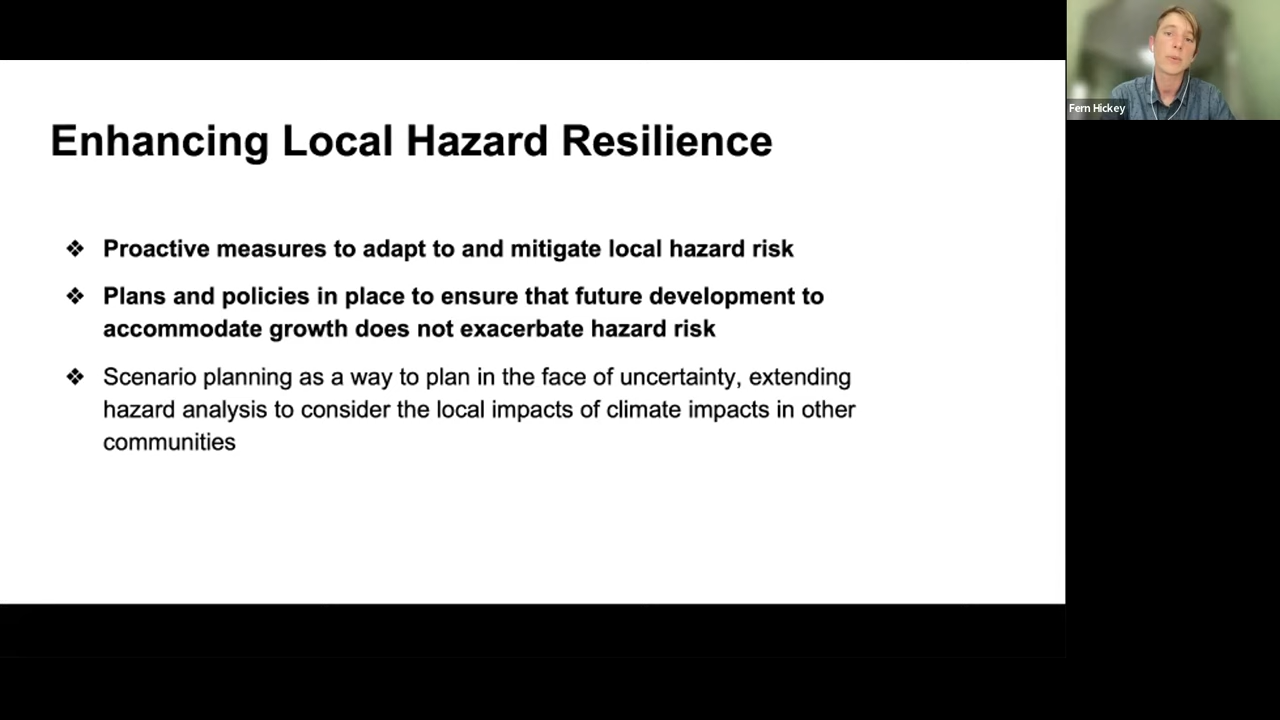 Fern Hickey
Enhancing Local Hazard Resilience
❖ Proactive measures to adapt to and mitigate local hazard risk
❖ Plans and policies in place to ensure that future development to
accommodate growth does not exacerbate hazard risk
❖ Scenario planning as a way to plan in the face of uncertainty, extending
hazard analysis to consider the local impacts of climate impacts in other
communities